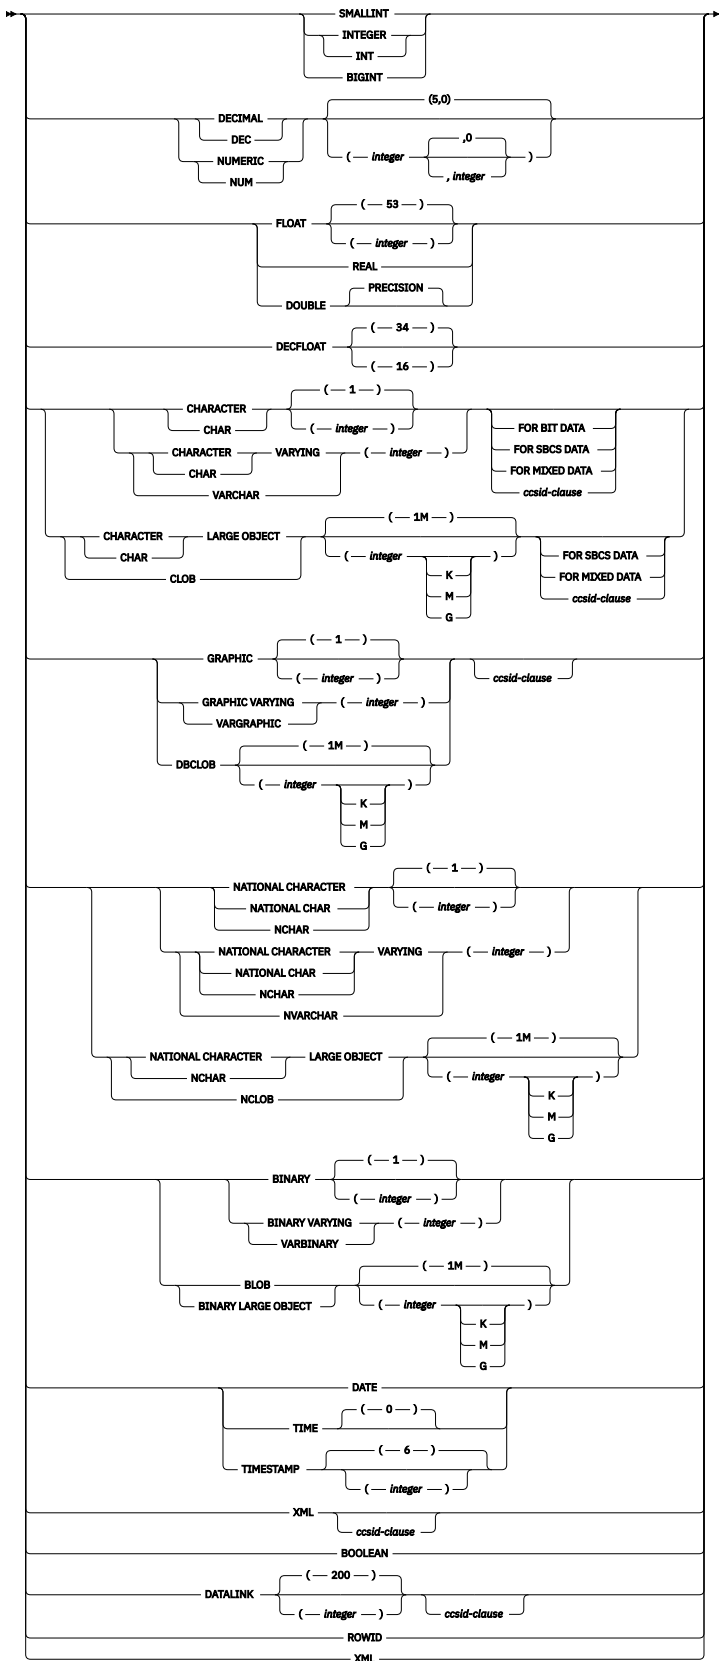 SMALLINT
INTEGER
INT
BIGINT
(5,0)
DECIMAL
DEC
,0
NUMERIC ( integer )
NUM , integer
( 53 )
FLOAT
( integer )
REAL
PRECISION
DOUBLE
( 34 )
DECFLOAT
( 16 )
( 1 )
CHARACTER
CHAR ( integer ) FOR BIT DATA
CHARACTER VARYING ( integer ) FOR SBCS DATA
CHAR FOR MIXED DATA
VARCHAR ccsid-clause
( 1M )
CHARACTER LARGE OBJECT
CHAR ( integer ) FOR SBCS DATA
CLOB K FOR MIXED DATA
M ccsid-clause
G
( 1 )
GRAPHIC
( integer ) ccsid-clause
GRAPHIC VARYING ( integer )
VARGRAPHIC
( 1M )
DBCLOB
( integer )
K
M
G
( 1 )
NATIONAL CHARACTER
NATIONAL CHAR ( integer )
NCHAR
NATIONAL CHARACTER VARYING ( integer )
NATIONAL CHAR
NCHAR
NVARCHAR
( 1M )
NATIONAL CHARACTER LARGE OBJECT
NCHAR ( integer )
NCLOB K
M
G
( 1 )
BINARY
( integer )
BINARY VARYING ( integer )
VARBINARY
( 1M )
BLOB
BINARY LARGE OBJECT ( integer )
K
M
G
DATE
( 0 )
TIME
( 6 )
TIMESTAMP
( integer )
XML
ccsid-clause
BOOLEAN
( 200 )
DATALINK
( integer ) ccsid-clause
ROWID
XML